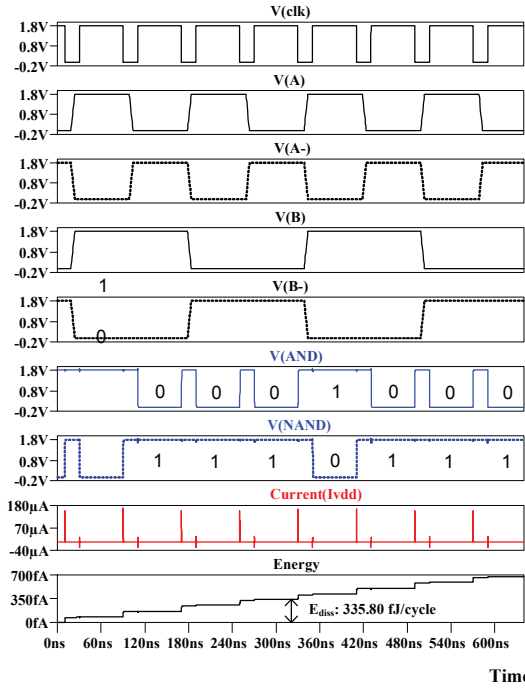 V(clk)
1.8V
0.8V
-0.2V
V(A)
1.8V
0.8V
-0.2V
V(A-)
1.8V
0.8V
-0.2V
V(B)
1.8V
0.8V
-0.2V
1
V(B-)
1.8V
0.8V
-0.2V
0
V(AND)
1.8V
0.8V
-0.2V
0 0 0 1 0 0 0
V(NAND)
1.8V
0.8V
-0.2V
1 1 1 0 1 1 1
Current(Ivdd)
180µA
70µA
-40µA
Energy
700fA
350fA
0fA
Ediss: 335.80 fJ/cycle
0ns 60ns 120ns 180ns 240ns 300ns 360ns 420ns 480ns 540ns 600ns
Time